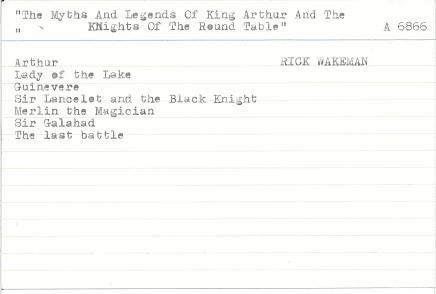 "The Myths And Legends Of King Arthur And The
" KNights Of The Round Table" A 6866
Arthur RICK WAKEMAN
Lady of the Lake
Guinevere
Sir Lancelot and the Black Knight
Merlin the Magician
Sir Galahad
The last battle